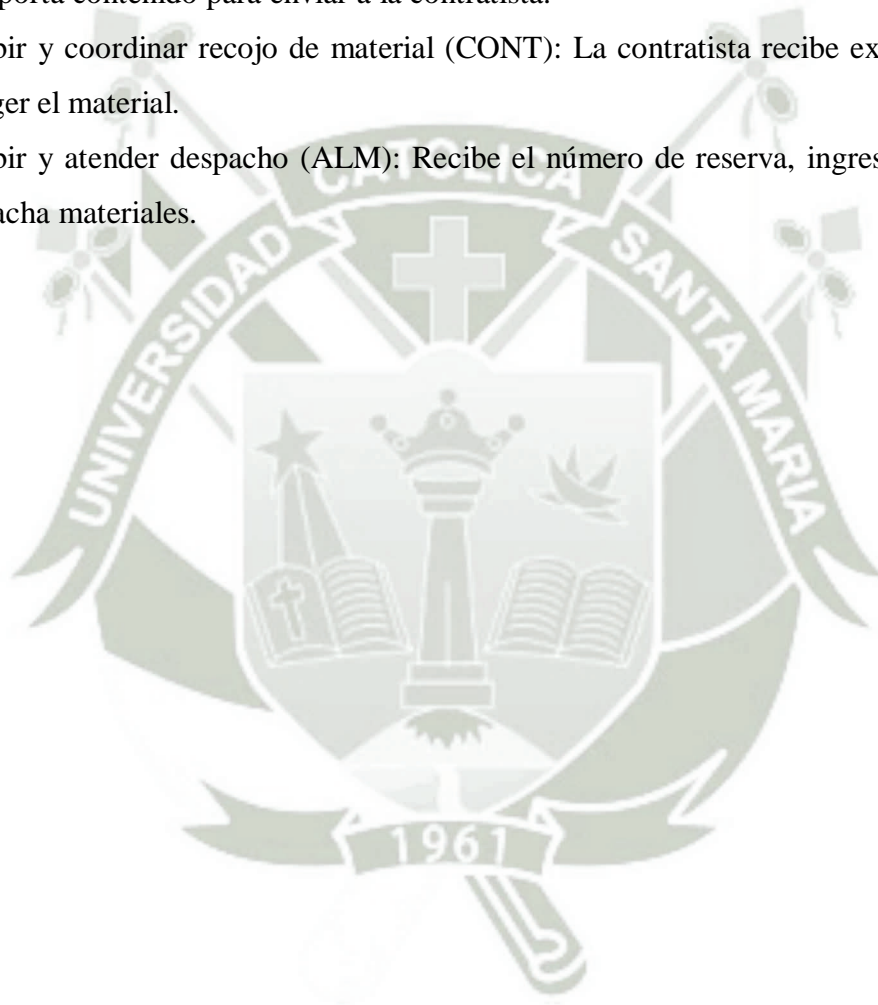 porta contenido para enviar a la contratista.
bir y coordinar recojo de material (CONT): La contratista recibe ex
ger el material.
bir y atender despacho (ALM): Recibe el número de reserva, ingres
acha materiales.
UNIVERSIDAD CATOLICA SANTA MARIA
1961